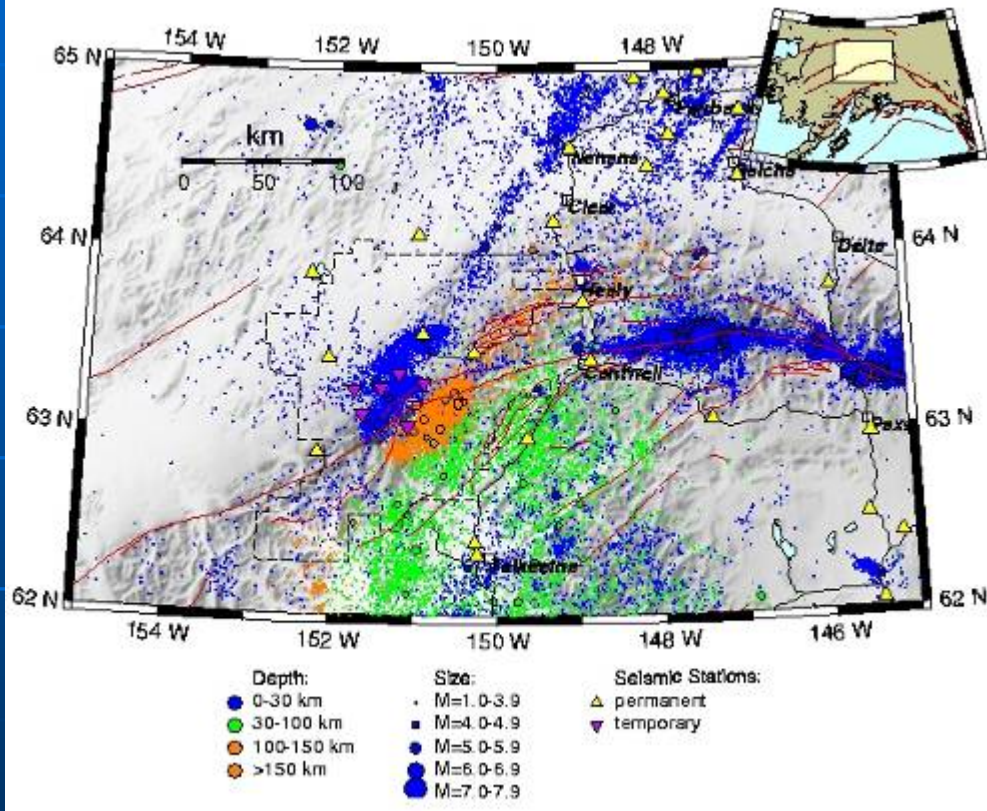 154 W 152 W 150 W 148 W
65 N
km
0 50 100
Nenana
Clear
64 N 64 N
Delta
Healy
Cantwell
63 N 63 N
Paxs
Talkeetna
62 N 62 N
154 W 152 W 150 W 148 W 146 W
Depth: Size: Seismic Stations:
0-30 km M=1.0-3.9 permanent
30-100 km M=4.0-4.9 temporary
100-150 km M=5.0-5.9
>150 km M=6.0-6.9
M=7.0-7.9